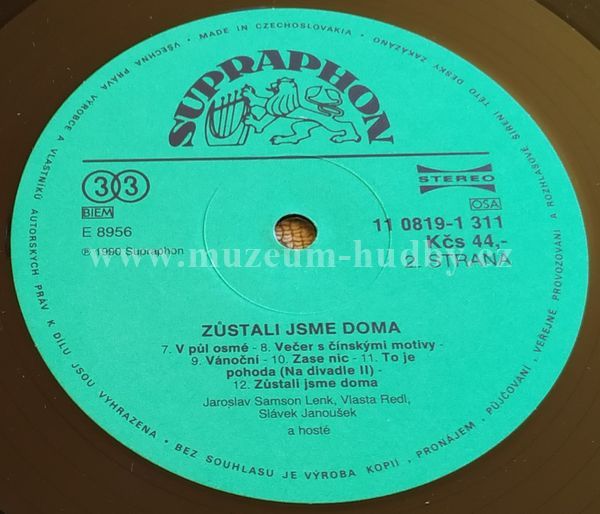 VŠECHNA PRÁVA VÝROBCE A VLASTNÍKŮ AUTORSKÝCH PRÁV K DÍLU JSOU VYHRAZENA • BEZ SOUHLASU JE VÝROBA KOPIÍ, PRONÁJEM, PŮJČOVÁNÍ, VEŘEJNÉ PROVOZOVÁNÍ A ROZHLASOVÉ ŠÍŘENÍ TÉTO DESKY ZAKÁZÁNO • MADE IN CZECHOSLOVAKIA •
SUPRAPHON
33
BIEM
E 8956
℗ 1990 Supraphon
STEREO
OSA
11 0819-1 311
Kčs 44,-
2. STRANA
www.muzeum-hudby.cz
ZŮSTALI JSME DOMA
7. V půl osmé - 8. Večer s čínskými motivy -
9. Vánoční - 10. Zase nic - 11. To je
pohoda (Na divadle II) -
12. Zůstali jsme doma
Jaroslav Samson Lenk, Vlasta Redl,
Slávek Janoušek
a hosté